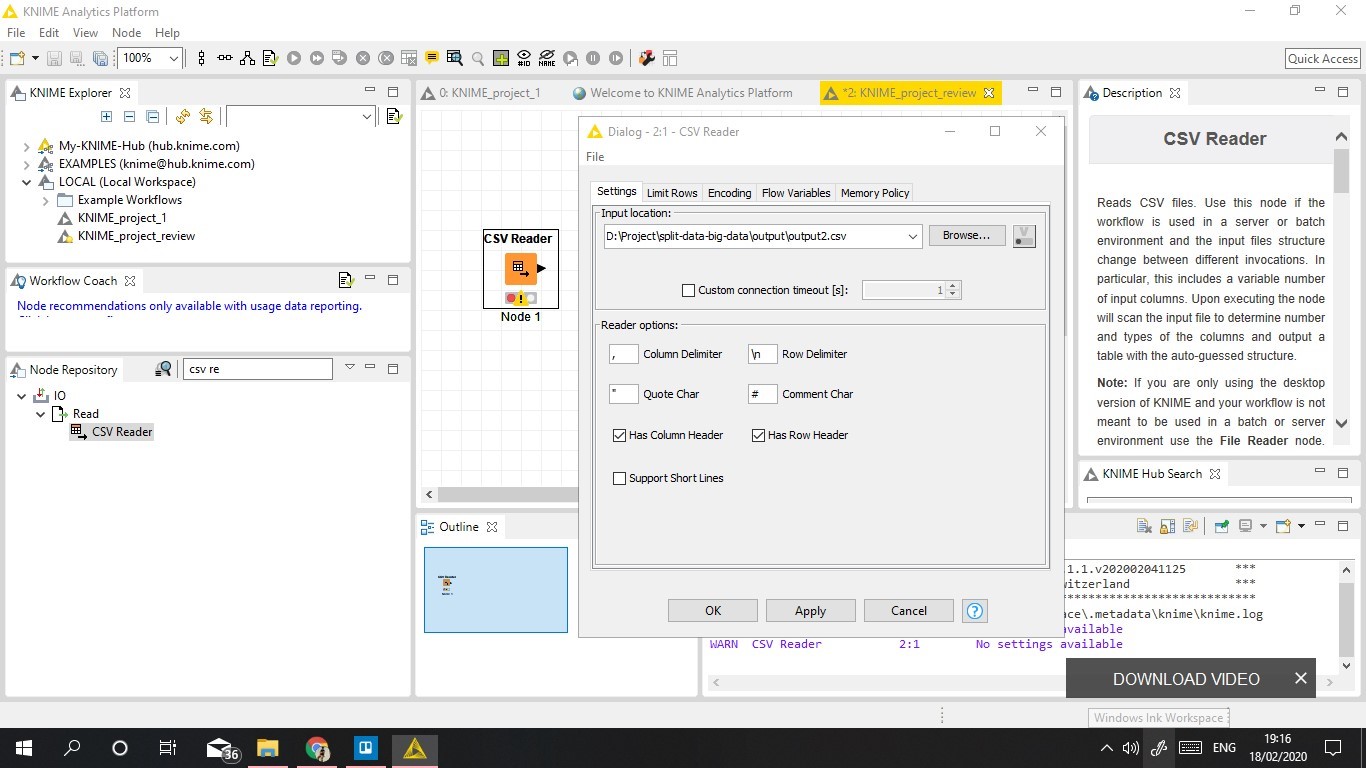 KNIME Analytics Platform
File Edit View Node Help
100%
#ID
NAME
Quick Access
KNIME Explorer
My-KNIME-Hub (hub.knime.com)
EXAMPLES (knime@hub.knime.com)
LOCAL (Local Workspace)
Example Workflows
KNIME_project_1
KNIME_project_review
Workflow Coach
Node recommendations only available with usage data reporting.
Node Repository
csv re
IO
Read
CSV Reader
0: KNIME_project_1
Welcome to KNIME Analytics Platform
*2: KNIME_project_review
CSV Reader
Node 1
Outline
Dialog - 2:1 - CSV Reader
File
Settings Limit Rows Encoding Flow Variables Memory Policy
Input location:
D:\Project\split-data-big-data\output\output2.csv
Browse...
V
Custom connection timeout [s]: 1
Reader options:
, Column Delimiter \n Row Delimiter
" Quote Char # Comment Char
Has Column Header Has Row Header
Support Short Lines
OK Apply Cancel ?
Description
CSV Reader
Reads CSV files. Use this node if the
workflow is used in a server or batch
environment and the input files structure
change between different invocations. In
particular, this includes a variable number
of input columns. Upon executing the node
will scan the input file to determine number
and types of the columns and output a
table with the auto-guessed structure.
Note: If you are only using the desktop
version of KNIME and your workflow is not
meant to be used in a batch or server
environment use the File Reader node.
KNIME Hub Search
.1.1.v202002041125 ***
witzerland ***
****************************
ace\.metadata\knime\knime.log
available
WARN CSV Reader 2:1 No settings available
DOWNLOAD VIDEO
Windows Ink Workspace
36
ENG
19:16
18/02/2020